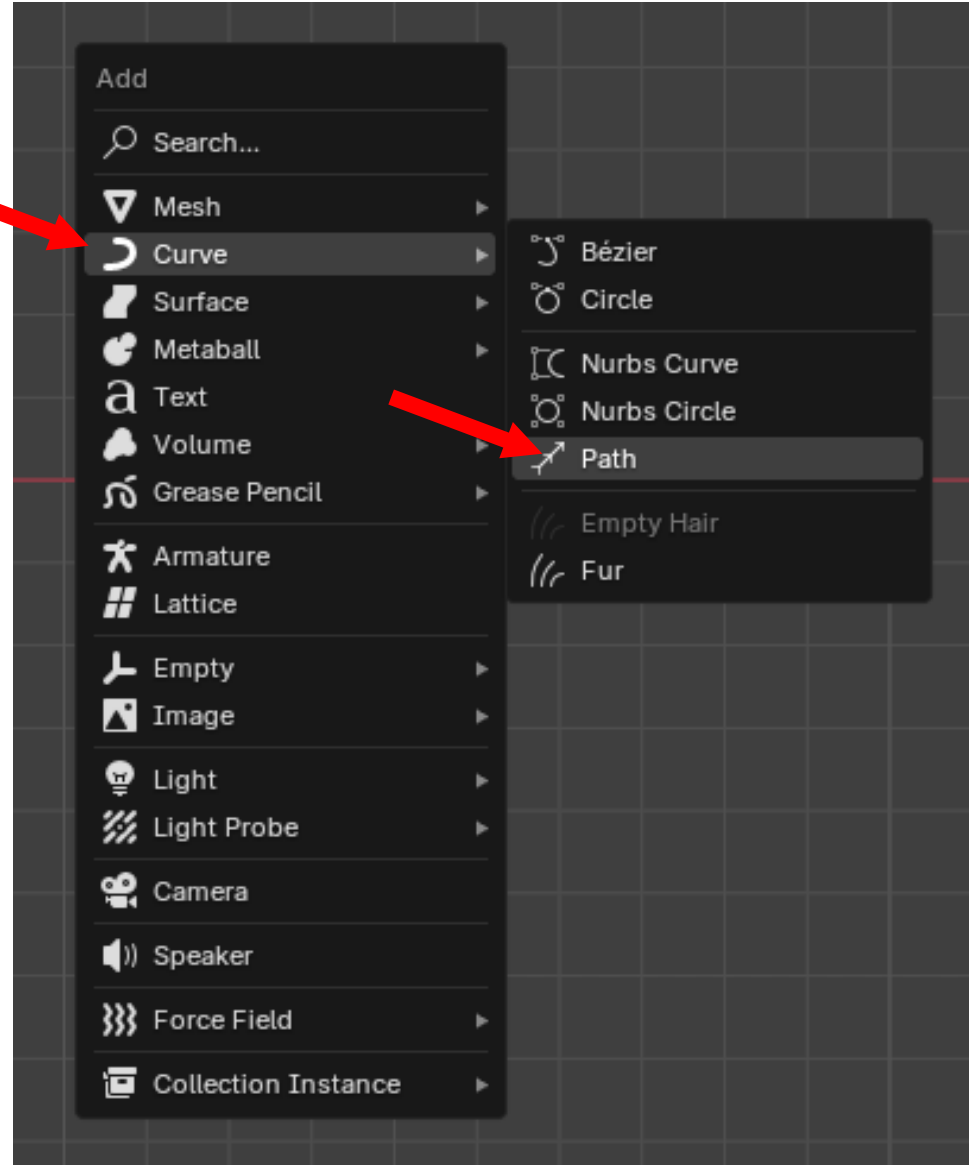 Add
Search...
Mesh
Curve
Surface
Metaball
Text
Volume
Grease Pencil
Armature
Lattice
Empty
Image
Light
Light Probe
Camera
Speaker
Force Field
Collection Instance
Bézier
Circle
Nurbs Curve
Nurbs Circle
Path
Empty Hair
Fur